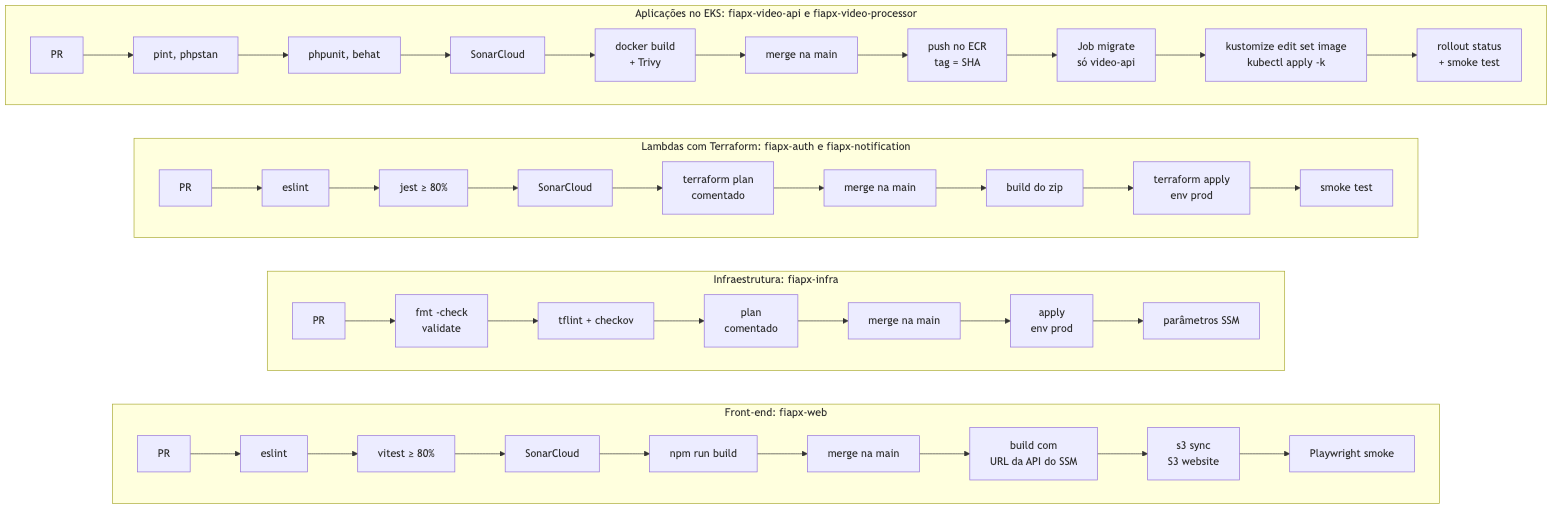 Aplicações no EKS: fiapx-video-api e fiapx-video-processor
PR
pint, phpstan
phpunit, behat
SonarCloud
docker build
+ Trivy
merge na main
push no ECR
tag = SHA
Job migrate
só video-api
kustomize edit set image
kubectl apply -k
rollout status
+ smoke test
Lambdas com Terraform: fiapx-auth e fiapx-notification
PR
eslint
jest ≥ 80%
SonarCloud
terraform plan
comentado
merge na main
build do zip
terraform apply
env prod
smoke test
Infraestrutura: fiapx-infra
PR
fmt -check
validate
tflint + checkov
plan
comentado
merge na main
apply
env prod
parâmetros SSM
Front-end: fiapx-web
PR
eslint
vitest ≥ 80%
SonarCloud
npm run build
merge na main
build com
URL da API do SSM
s3 sync
S3 website
Playwright smoke